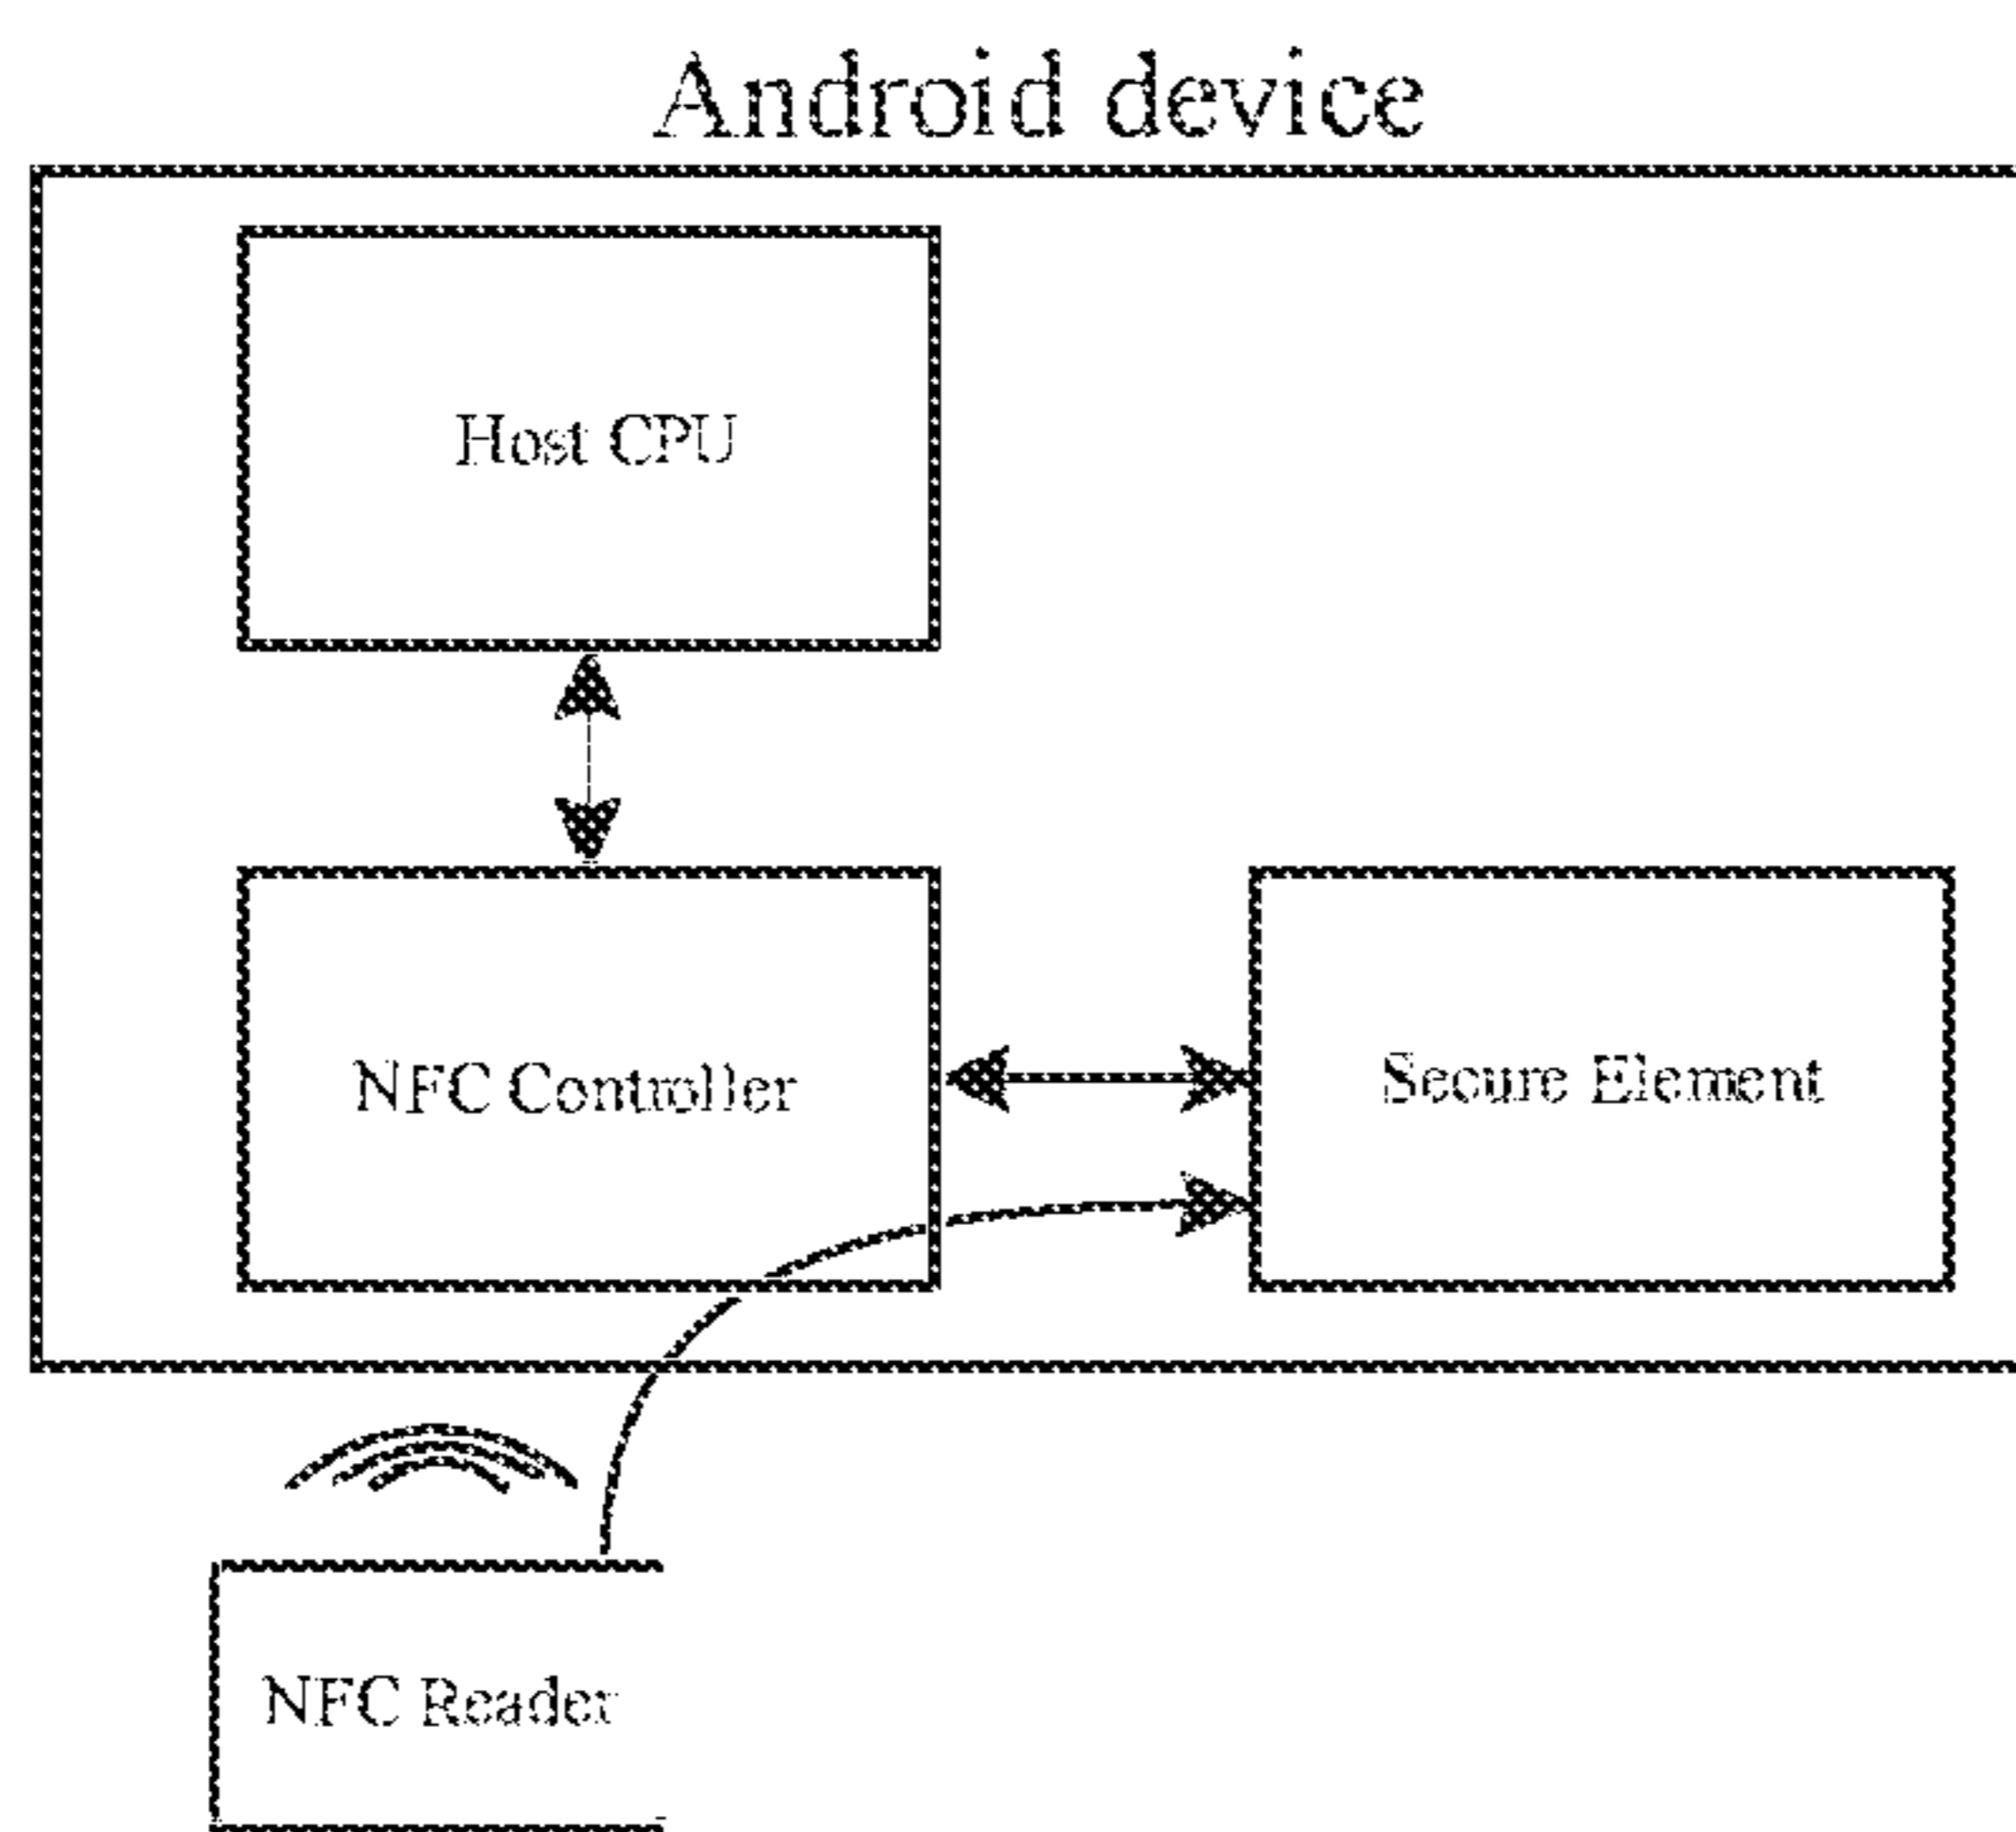 Android device
Host CPU
NFC Controller
Secure Element
NFC Reader